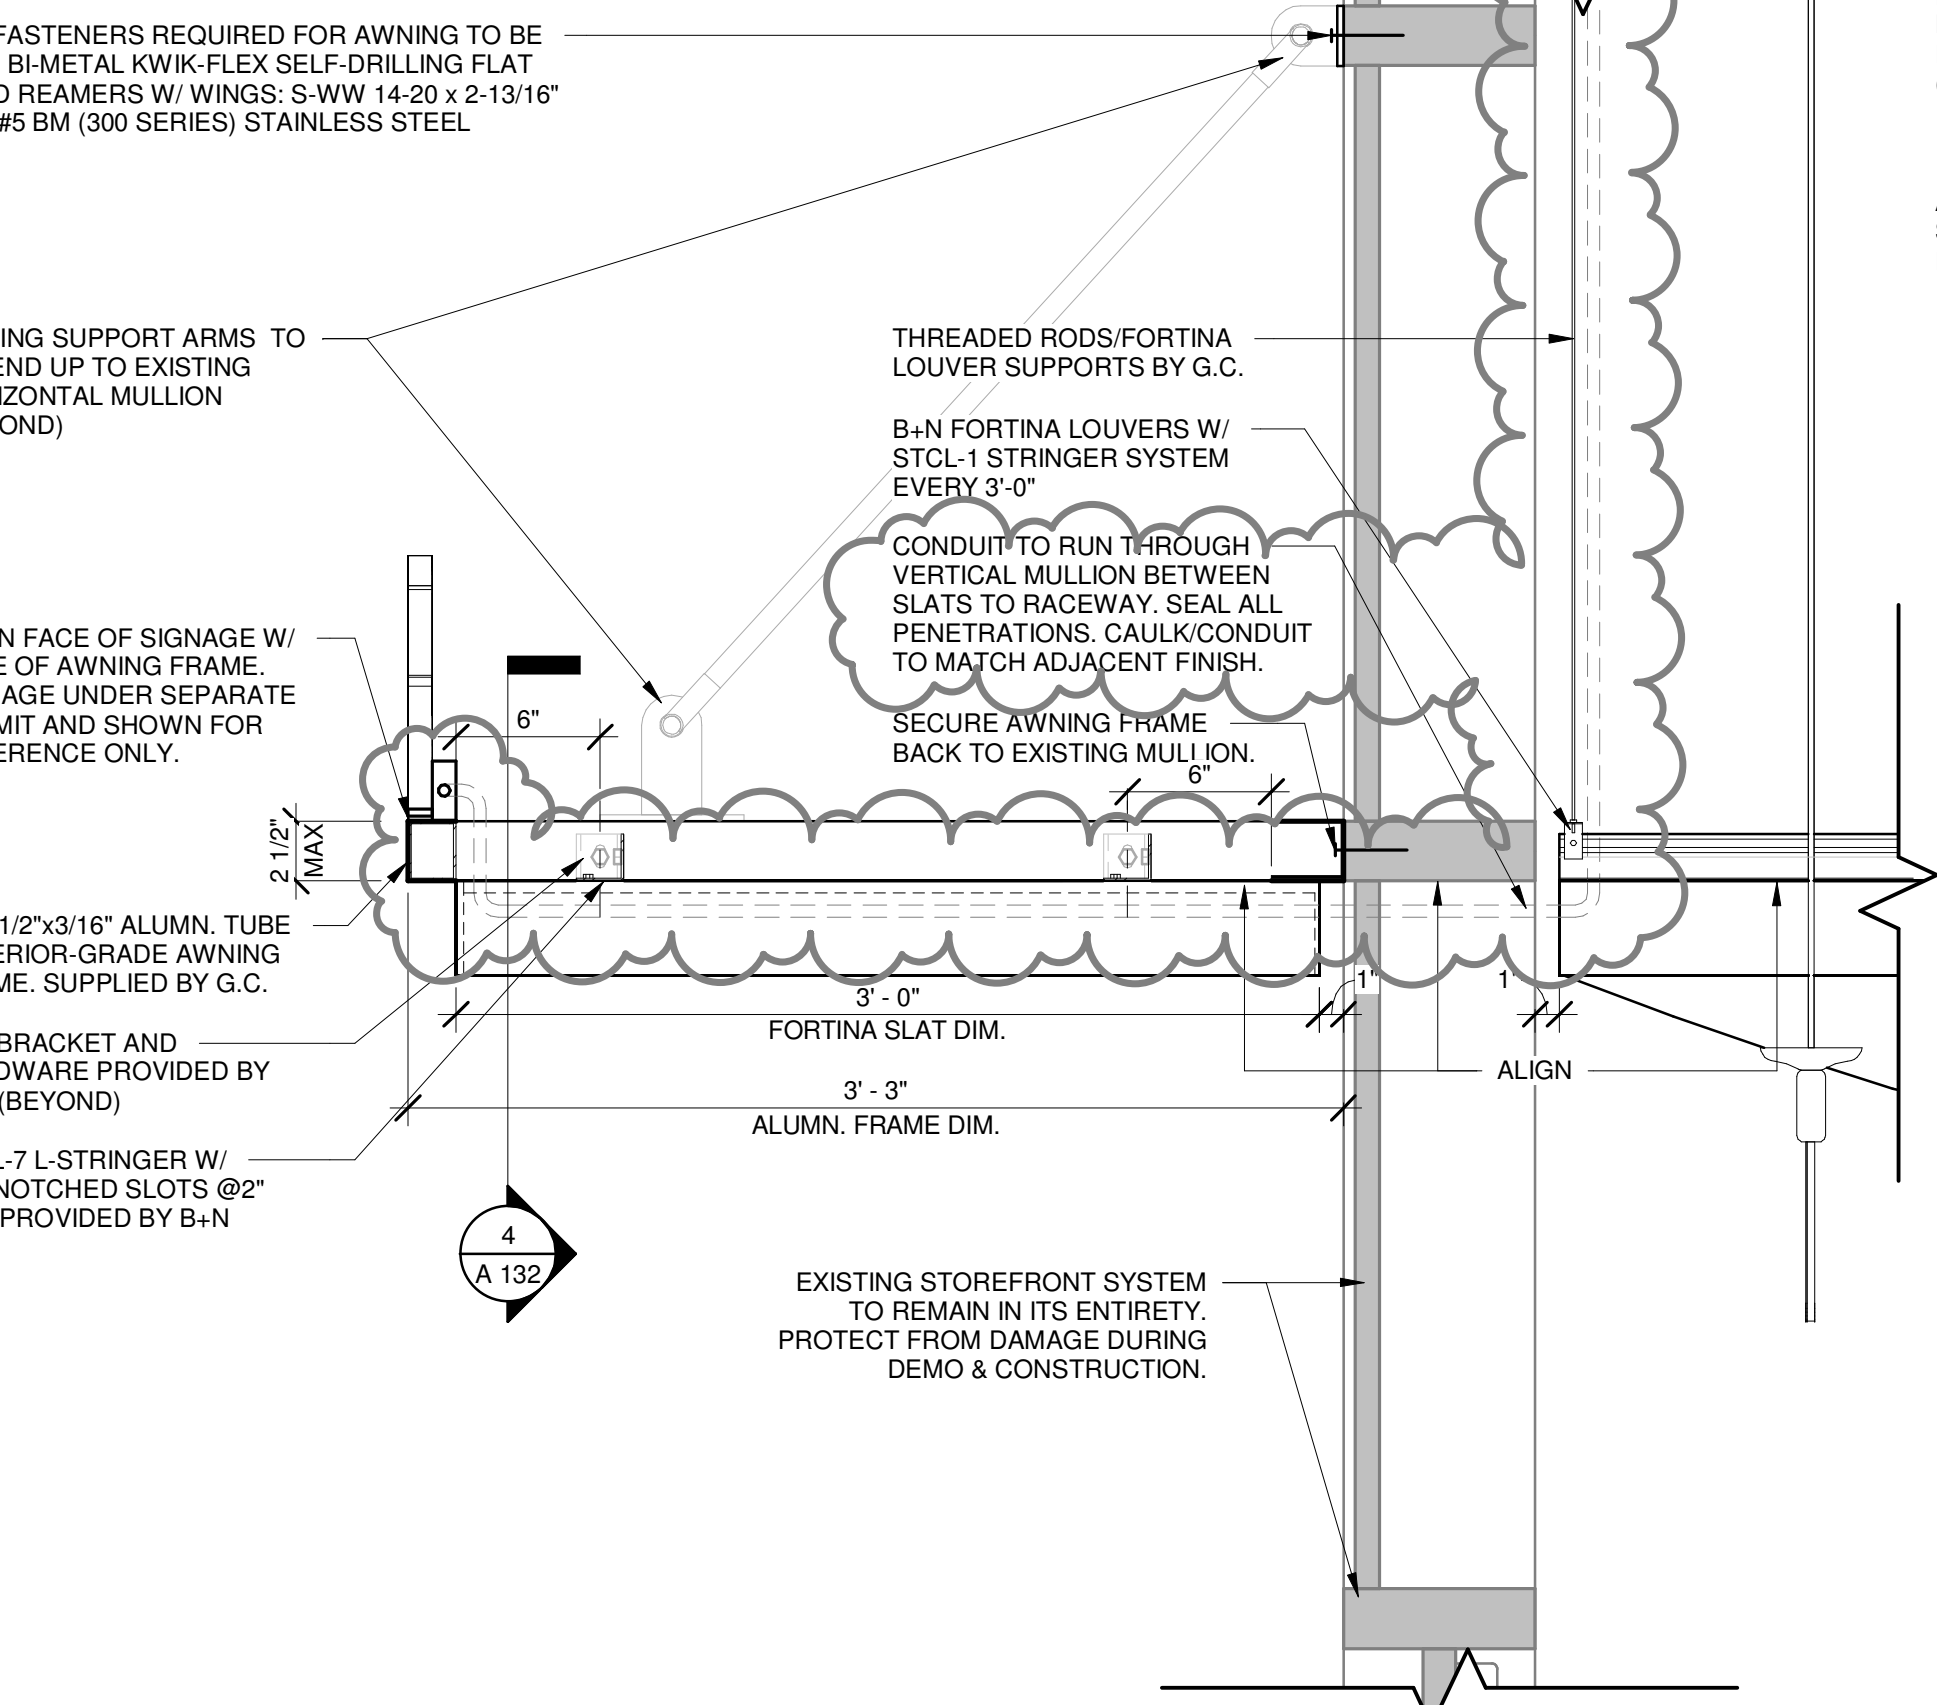 FASTENERS REQUIRED FOR AWNING TO BE
BI-METAL KWIK-FLEX SELF-DRILLING FLAT
REAMERS W/ WINGS: S-WW 14-20 x 2-13/16"
#5 BM (300 SERIES) STAINLESS STEEL
ING SUPPORT ARMS TO
END UP TO EXISTING
IZONTAL MULLION
OND)
THREADED RODS/FORTINA
LOUVER SUPPORTS BY G.C.
B+N FORTINA LOUVERS W/
STCL-1 STRINGER SYSTEM
EVERY 3'-0"
CONDUIT TO RUN THROUGH
VERTICAL MULLION BETWEEN
SLATS TO RACEWAY. SEAL ALL
PENETRATIONS. CAULK/CONDUIT
TO MATCH ADJACENT FINISH.
N FACE OF SIGNAGE W/
E OF AWNING FRAME.
AGE UNDER SEPARATE
MIT AND SHOWN FOR
ERENCE ONLY.
SECURE AWNING FRAME
BACK TO EXISTING MULLION.
6"
6"
2 1/2"
MAX
1/2"x3/16" ALUMN. TUBE
ERIOR-GRADE AWNING
ME. SUPPLIED BY G.C.
1"
1"
3' - 0"
FORTINA SLAT DIM.
BRACKET AND
DWARE PROVIDED BY
(BEYOND)
ALIGN
3' - 3"
ALUMN. FRAME DIM.
L-7 L-STRINGER W/
NOTCHED SLOTS @2"
PROVIDED BY B+N
4
A 132
EXISTING STOREFRONT SYSTEM
TO REMAIN IN ITS ENTIRETY.
PROTECT FROM DAMAGE DURING
DEMO & CONSTRUCTION.